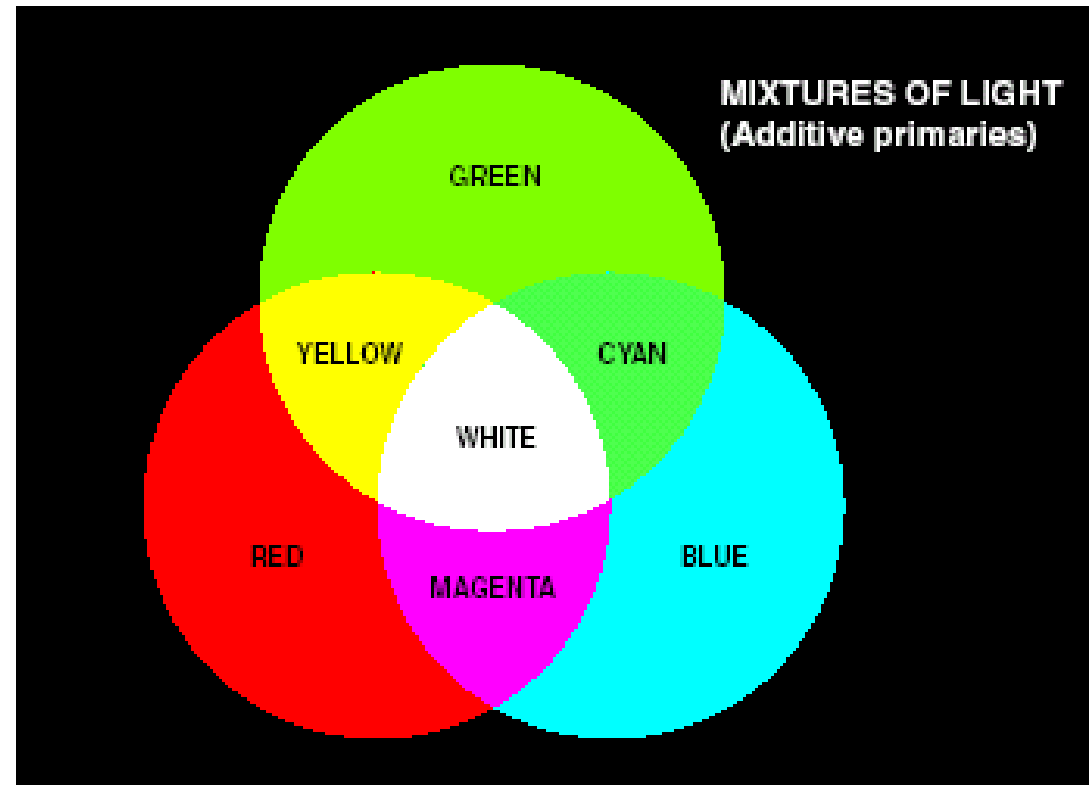 MIXTURES OF LIGHT
(Additive primaries)
GREEN
YELLOW
CYAN
WHITE
RED
BLUE
MAGENTA